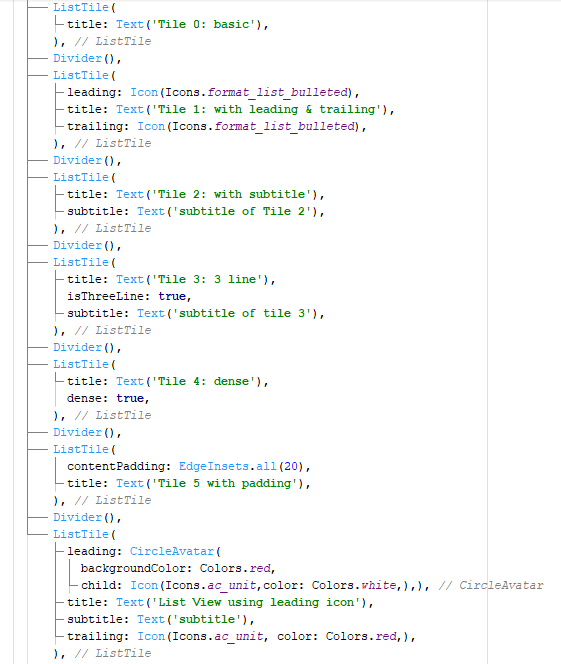 ListTile(
title: Text('Tile 0: basic'),
), // ListTile
Divider(),
ListTile(
leading: Icon(Icons.format_list_bulleted),
title: Text('Tile 1: with leading & trailing'),
trailing: Icon(Icons.format_list_bulleted),
), // ListTile
Divider(),
ListTile(
title: Text('Tile 2: with subtitle'),
subtitle: Text('subtitle of Tile 2'),
), // ListTile
Divider(),
ListTile(
title: Text('Tile 3: 3 line'),
isThreeLine: true,
subtitle: Text('subtitle of tile 3'),
), // ListTile
Divider(),
ListTile(
title: Text('Tile 4: dense'),
dense: true,
), // ListTile
Divider(),
ListTile(
contentPadding: EdgeInsets.all(20),
title: Text('Tile 5 with padding'),
), // ListTile
Divider(),
ListTile(
leading: CircleAvatar(
backgroundColor: Colors.red,
child: Icon(Icons.ac_unit,color: Colors.white,),), // CircleAvatar
title: Text('List View using leading icon'),
subtitle: Text('subtitle'),
trailing: Icon(Icons.ac_unit, color: Colors.red,),
), // ListTile